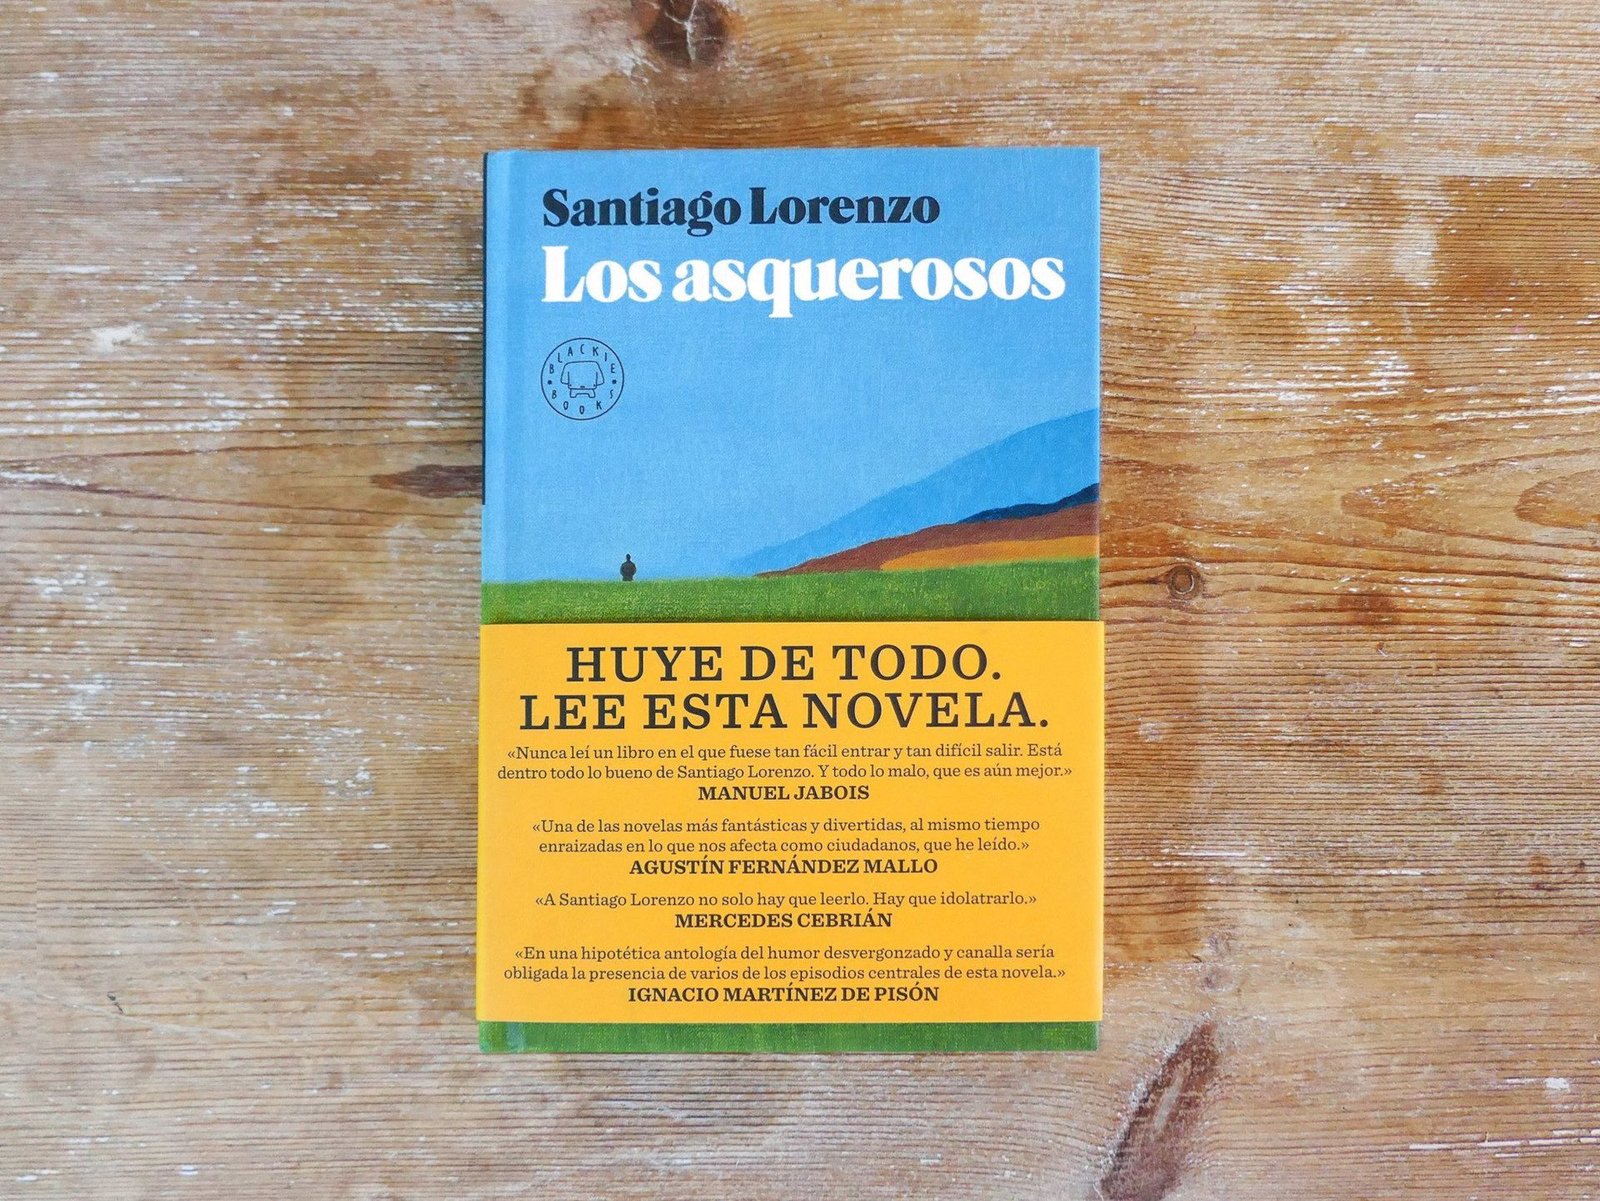 Santiago Lorenzo
Los asquerosos
BLACKIE
BOOKS
HUYE DE TODO.
LEE ESTA NOVELA.
«Nunca leí un libro en el que fuese tan fácil entrar y tan difícil salir. Está
dentro todo lo bueno de Santiago Lorenzo. Y todo lo malo, que es aún mejor.»
MANUEL JABOIS
«Una de las novelas más fantásticas y divertidas, al mismo tiempo
enraizadas en lo que nos afecta como ciudadanos, que he leído.»
AGUSTÍN FERNÁNDEZ MALLO
«A Santiago Lorenzo no solo hay que leerlo. Hay que idolatrarlo.»
MERCEDES CEBRIÁN
«En una hipotética antología del humor desvergonzado y canalla sería
obligada la presencia de varios de los episodios centrales de esta novela.»
IGNACIO MARTÍNEZ DE PISÓN